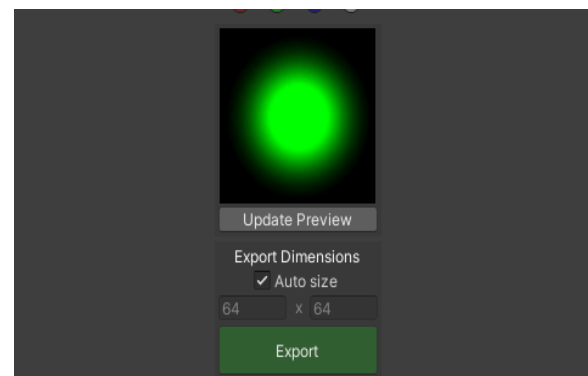 Update Preview
Export Dimensions
Auto size
64 x 64
Export